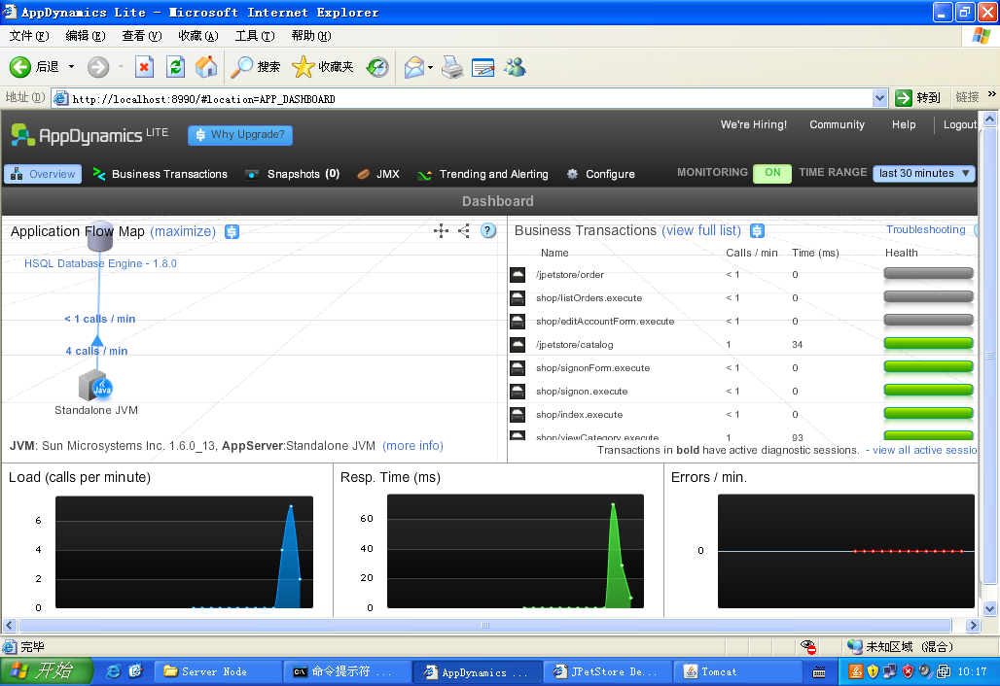 AppDynamics Lite - Microsoft Internet Explorer
文件(F) 编辑(E) 查看(V) 收藏(A) 工具(T) 帮助(H)
后退 搜索 收藏夹
地址(D) http://localhost:8990/#location=APP_DASHBOARD 转到 链接 »
AppDynamics LITE $ Why Upgrade? We're Hiring! Community Help Logout
Overview Business Transactions Snapshots (0) JMX Trending and Alerting Configure MONITORING ON TIME RANGE last 30 minutes
Dashboard
Application Flow Map (maximize) $ ?
HSQL Database Engine - 1.8.0
< 1 calls / min
4 calls / min
Java
Standalone JVM
JVM: Sun Microsystems Inc. 1.6.0_13, AppServer:Standalone JVM (more info)
Business Transactions (view full list) $ Troubleshooting
Name Calls / min Time (ms) Health
/jpetstore/order < 1 0
shop/listOrders.execute < 1 0
shop/editAccountForm.execute < 1 0
/jpetstore/catalog 1 34
shop/signonForm.execute < 1 0
shop/signon.execute < 1 0
shop/index.execute < 1 0
shop/viewCategory.execute 1 93
Transactions in bold have active diagnostic sessions. - view all active sessio
Load (calls per minute)
6
4
2
0
Resp. Time (ms)
60
40
20
0
Errors / min.
0
完毕 未知区域 (混合)
开始 Server Node 命令提示符 ... AppDynamics ... JPetStore De... Tomcat 10:17